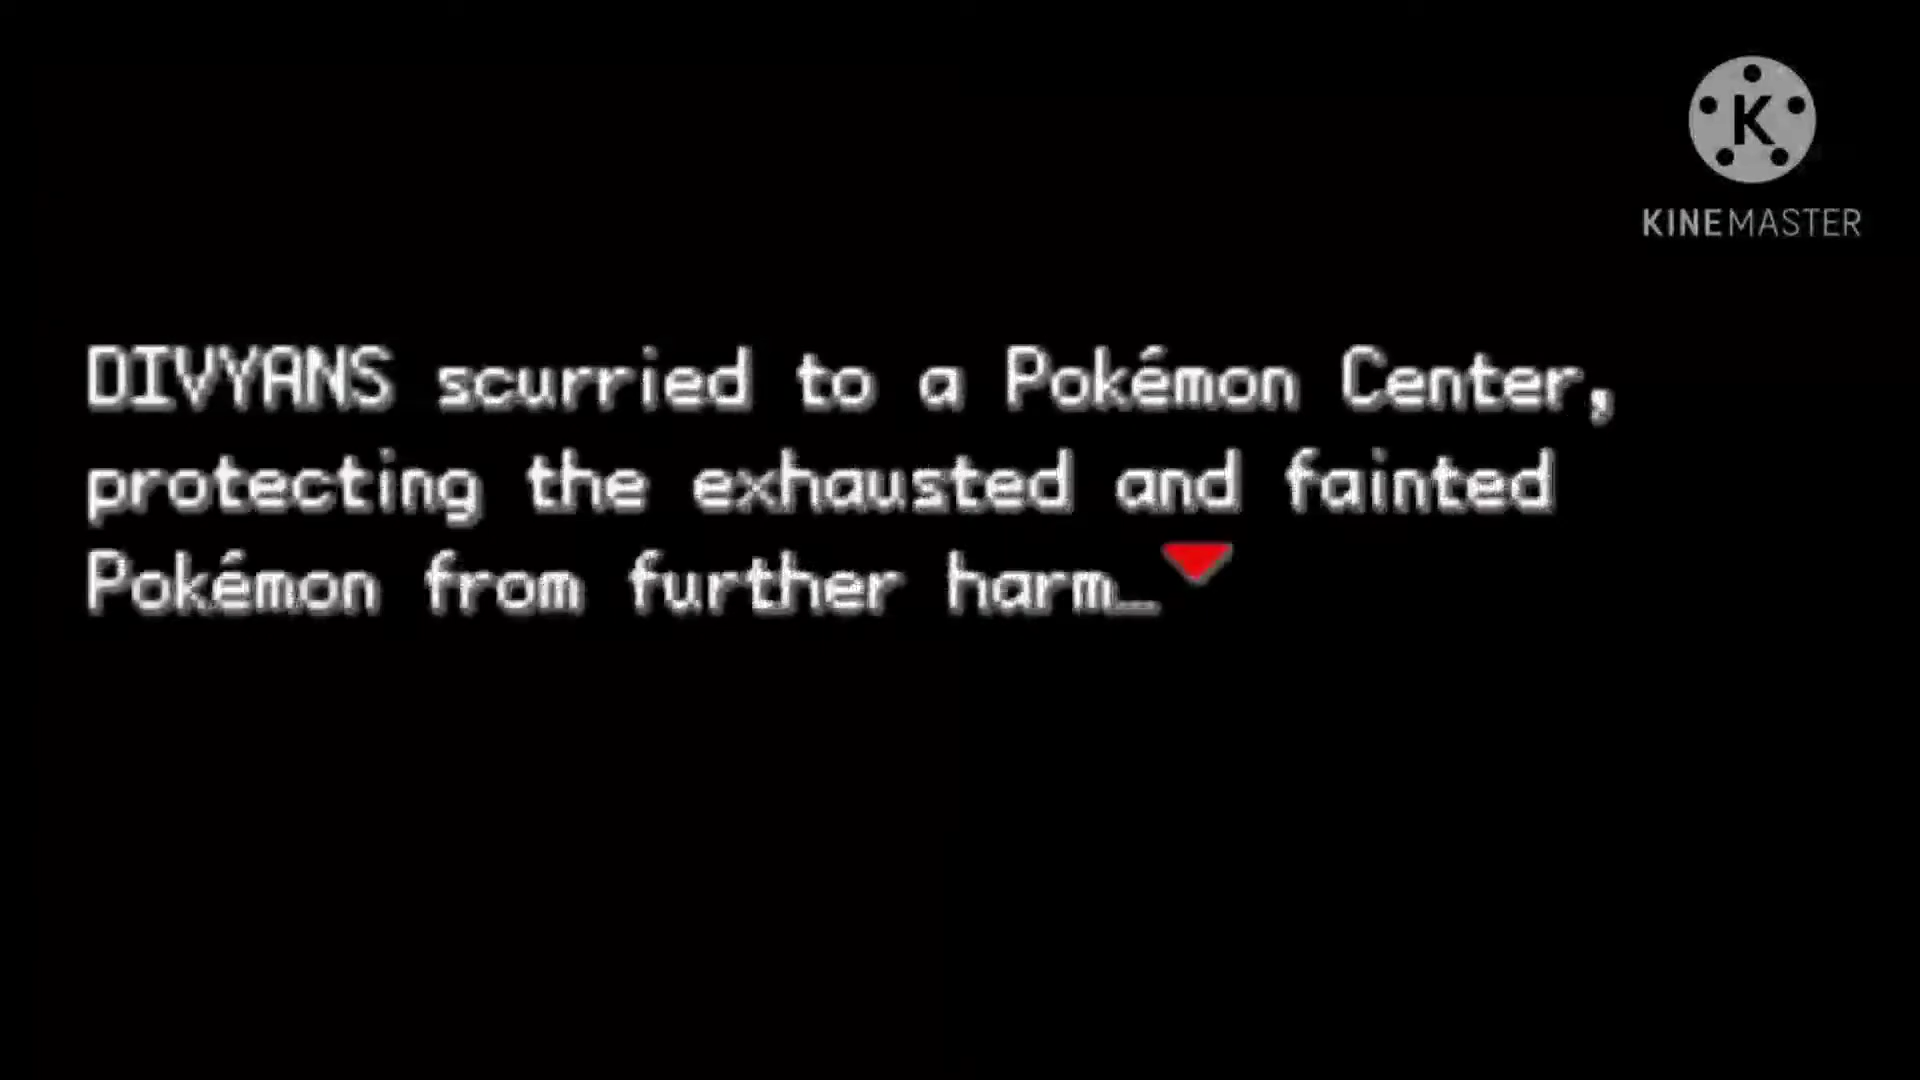 K
KINEMASTER
DIVYANS scurried to a Pokémon Center,
protecting the exhausted and fainted
Pokémon from further harm…